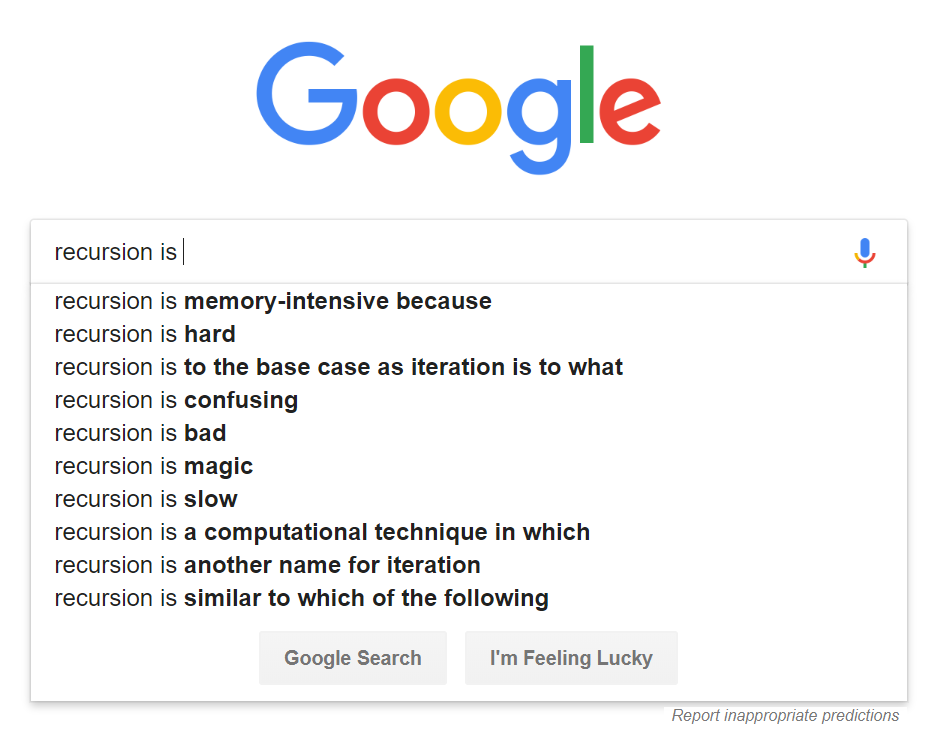 Google
recursion is
recursion is memory-intensive because
recursion is hard
recursion is to the base case as iteration is to what
recursion is confusing
recursion is bad
recursion is magic
recursion is slow
recursion is a computational technique in which
recursion is another name for iteration
recursion is similar to which of the following
Google Search I'm Feeling Lucky
Report inappropriate predictions